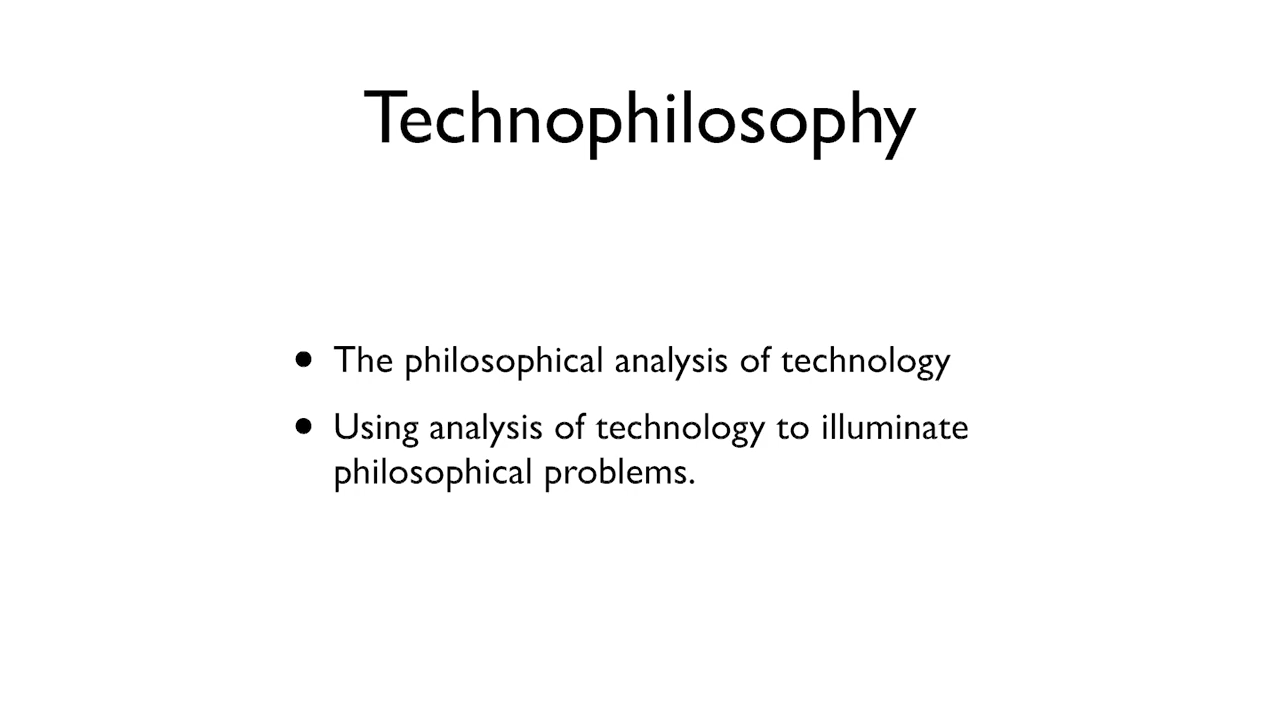 Technophilosophy
• The philosophical analysis of technology
• Using analysis of technology to illuminate
philosophical problems.